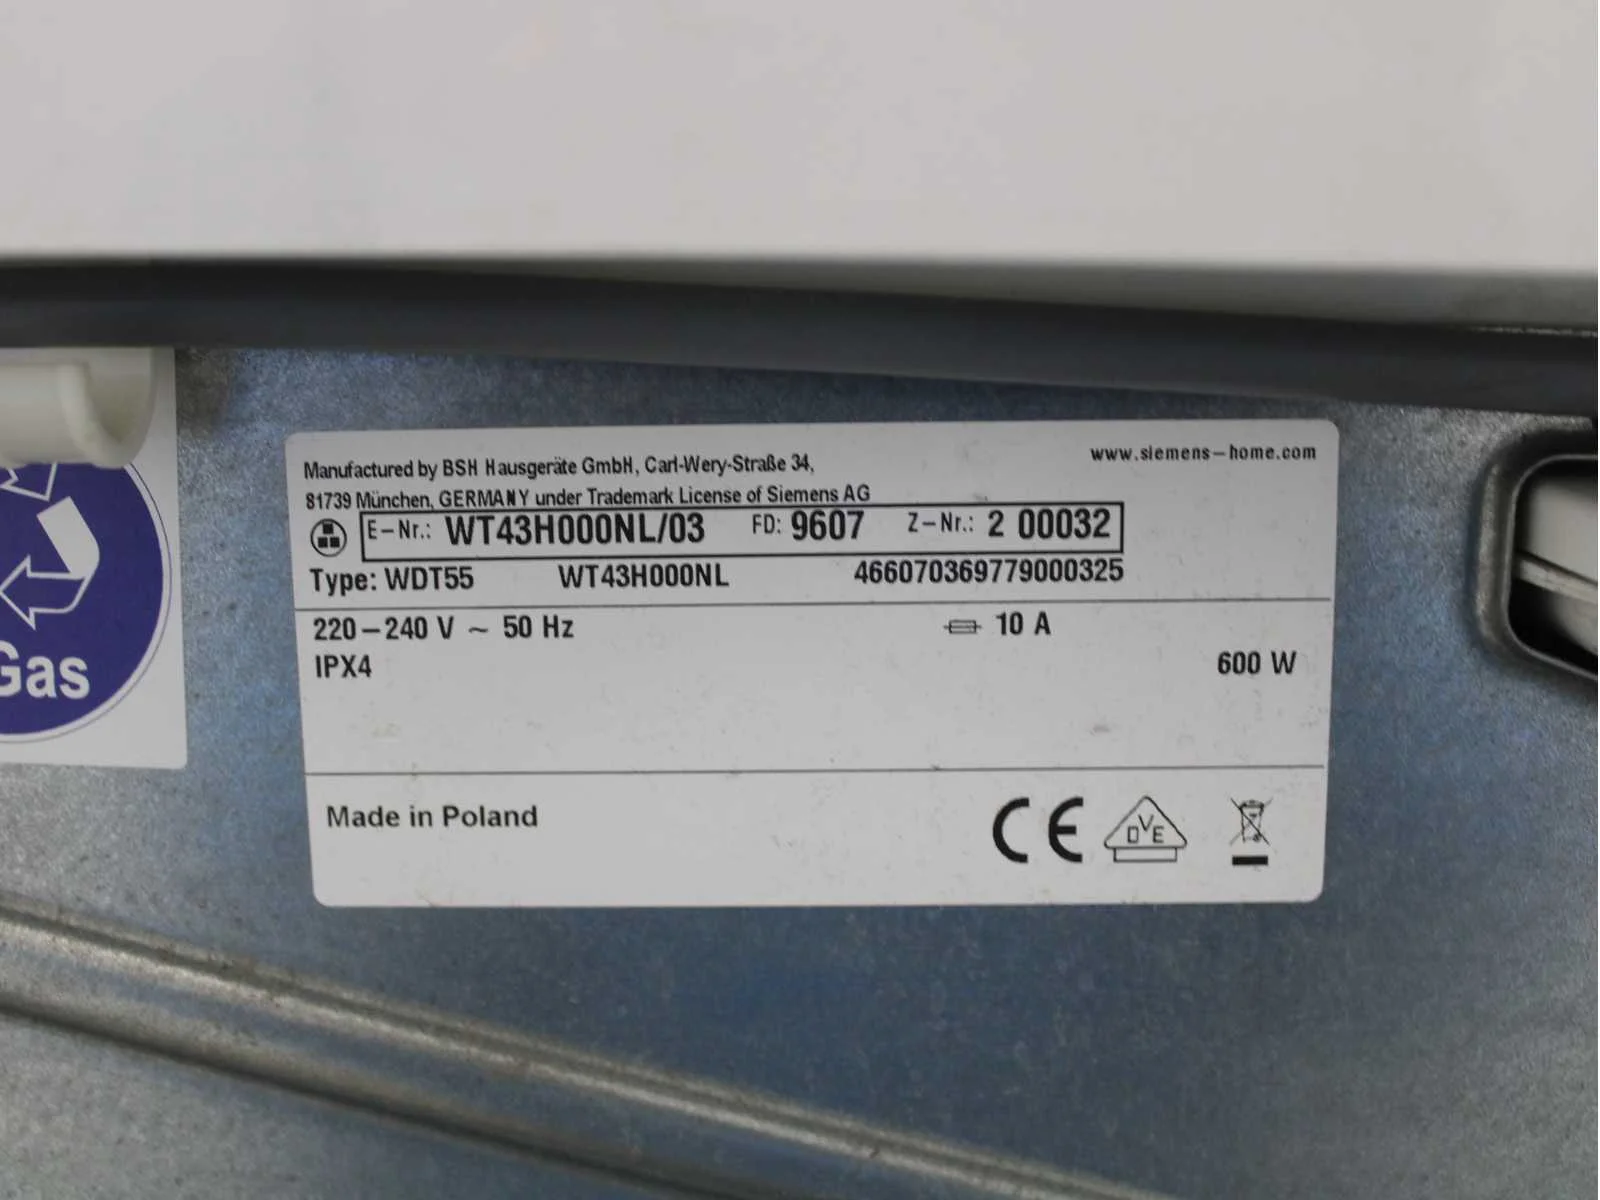 Manufactured by BSH Hausgeräte GmbH, Carl-Wery-Straße 34,
81739 München, GERMANY under Trademark License of Siemens AG
www.siemens-home.com
E-Nr.: WT43H000NL/03 FD: 9607 Z-Nr.: 2 00032
Type: WDT55 WT43H000NL 466070369779000325
220-240 V ~ 50 Hz 10 A
IPX4 600 W
Made in Poland CE DVE
Gas